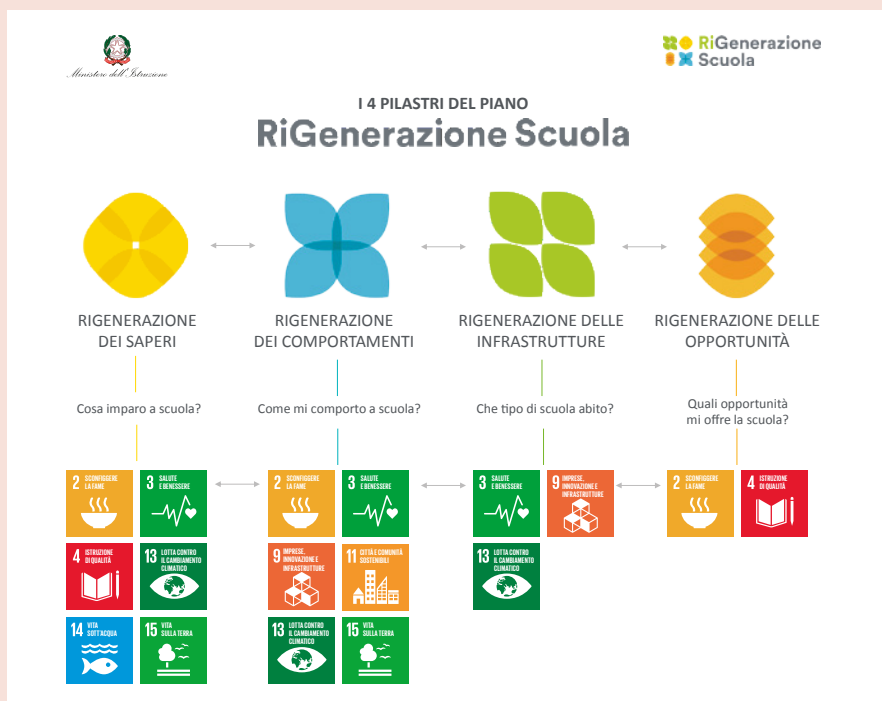 Ministero dell'Istruzione
RiGenerazione
Scuola
I 4 PILASTRI DEL PIANO
RiGenerazione Scuola
RIGENERAZIONE
DEI SAPERI
RIGENERAZIONE
DEI COMPORTAMENTI
RIGENERAZIONE DELLE
INFRASTRUTTURE
RIGENERAZIONE DELLE
OPPORTUNITÀ
Cosa imparo a scuola?
Come mi comporto a scuola?
Che tipo di scuola abito?
Quali opportunità
mi offre la scuola?
2 SCONFIGGERE
LA FAME
3 SALUTE
E BENESSERE
4 ISTRUZIONE
DI QUALITÀ
13 LOTTA CONTRO
IL CAMBIAMENTO
CLIMATICO
14 VITA
SOTT'ACQUA
15 VITA
SULLA TERRA
2 SCONFIGGERE
LA FAME
3 SALUTE
E BENESSERE
9 IMPRESE,
INNOVAZIONE E
INFRASTRUTTURE
11 CITTÀ E COMUNITÀ
SOSTENIBILI
13 LOTTA CONTRO
IL CAMBIAMENTO
CLIMATICO
15 VITA
SULLA TERRA
3 SALUTE
E BENESSERE
9 IMPRESE,
INNOVAZIONE E
INFRASTRUTTURE
13 LOTTA CONTRO
IL CAMBIAMENTO
CLIMATICO
2 SCONFIGGERE
LA FAME
4 ISTRUZIONE
DI QUALITÀ